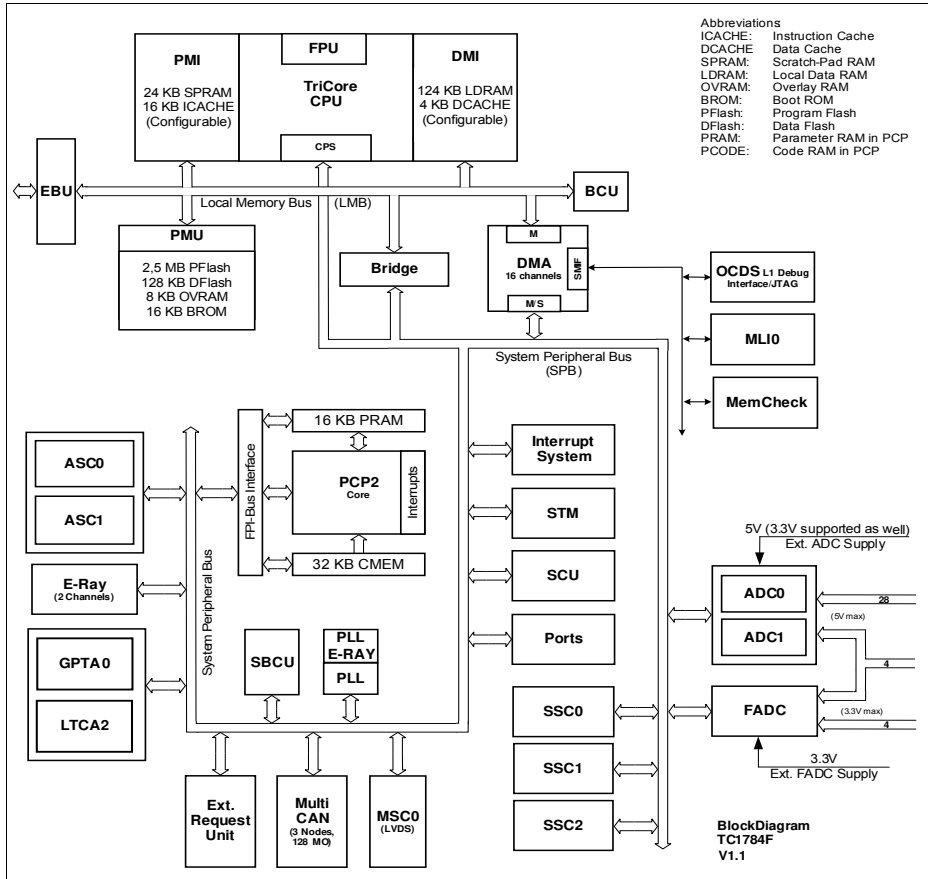 Abbreviations:
ICACHE: Instruction Cache
DCACHE Data Cache
SPRAM: Scratch-Pad RAM
LDRAM: Local Data RAM
OVRAM: Overlay RAM
BROM: Boot ROM
PFlash: Program Flash
DFlash: Data Flash
PRAM: Parameter RAM in PCP
PCODE: Code RAM in PCP
PMI
24 KB SPRAM
16 KB ICACHE
(Configurable)
FPU
TriCore
CPU
CPS
DMI
124 KB LDRAM
4 KB DCACHE
(Configurable)
EBU
Local Memory Bus (LMB)
BCU
PMU
2,5 MB PFlash
128 KB DFlash
8 KB OVRAM
16 KB BROM
Bridge
M
DMA
16 channels
SMIF
M/S
OCDS L1 Debug
Interface/JTAG
MLI0
MemCheck
System Peripheral Bus
(SPB)
ASC0
ASC1
E-Ray
(2 Channels)
GPTA0
LTCA2
System Peripheral Bus
FPI-Bus Interface
16 KB PRAM
PCP2
Core
Interrupts
32 KB CMEM
SBCU
PLL
E-RAY
PLL
Interrupt
System
STM
SCU
Ports
SSC0
SSC1
SSC2
5V (3.3V supported as well)
Ext. ADC Supply
ADC0
ADC1
28
(5V max)
4
FADC
(3.3V max)
4
3.3V
Ext. FADC Supply
Ext.
Request
Unit
Multi
CAN
(3 Nodes,
128 MO)
MSC0
(LVDS)
BlockDiagram
TC1784F
V1.1